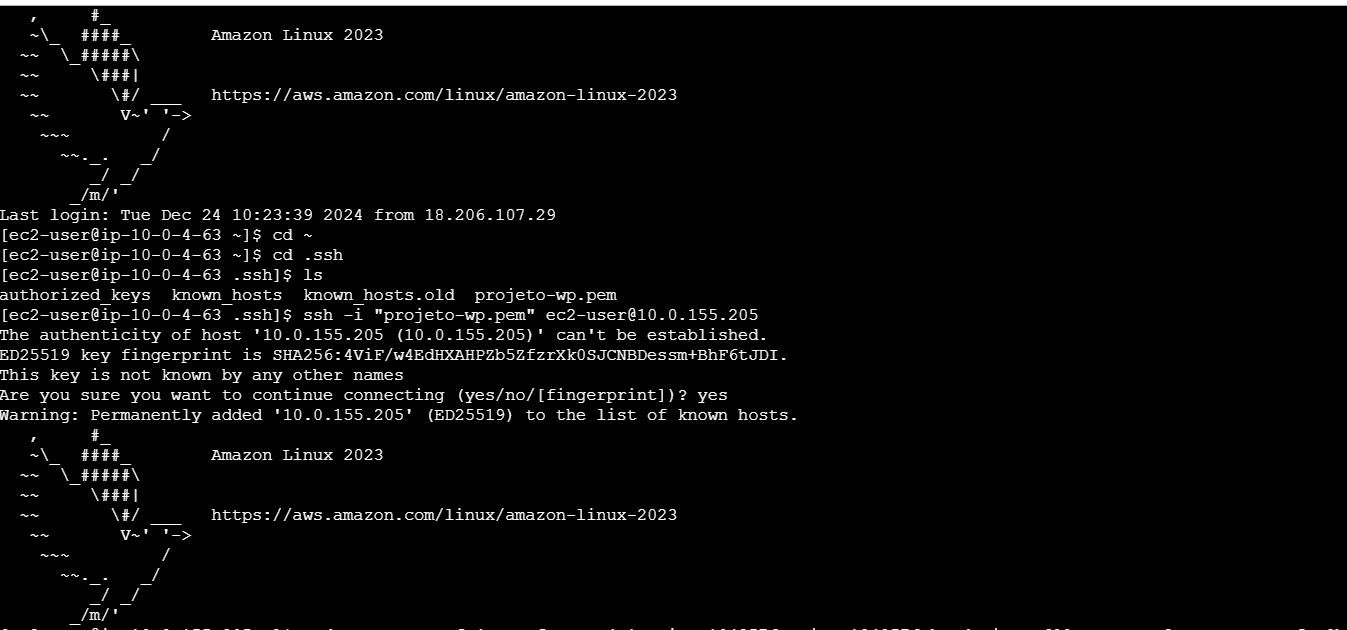 ,     #_
   ~\_  ####_        Amazon Linux 2023
  ~~  \_#####\
  ~~     \###|
  ~~       \#/ ___   https://aws.amazon.com/linux/amazon-linux-2023
   ~~       V~' '->
    ~~~         /
      ~~._.   _/
         _/ _/
       _/m/'
Last login: Tue Dec 24 10:23:39 2024 from 18.206.107.29
[ec2-user@ip-10-0-4-63 ~]$ cd ~
[ec2-user@ip-10-0-4-63 ~]$ cd .ssh
[ec2-user@ip-10-0-4-63 .ssh]$ ls
authorized_keys  known_hosts  known_hosts.old  projeto-wp.pem
[ec2-user@ip-10-0-4-63 .ssh]$ ssh -i "projeto-wp.pem" ec2-user@10.0.155.205
The authenticity of host '10.0.155.205 (10.0.155.205)' can't be established.
ED25519 key fingerprint is SHA256:4ViF/w4EdHXAHPZb5ZfzrXk0SJCNBDessm+BhF6tJDI.
This key is not known by any other names
Are you sure you want to continue connecting (yes/no/[fingerprint])? yes
Warning: Permanently added '10.0.155.205' (ED25519) to the list of known hosts.
   ,     #_
   ~\_  ####_        Amazon Linux 2023
  ~~  \_#####\
  ~~     \###|
  ~~       \#/ ___   https://aws.amazon.com/linux/amazon-linux-2023
   ~~       V~' '->
    ~~~         /
      ~~._.   _/
         _/ _/
       _/m/'